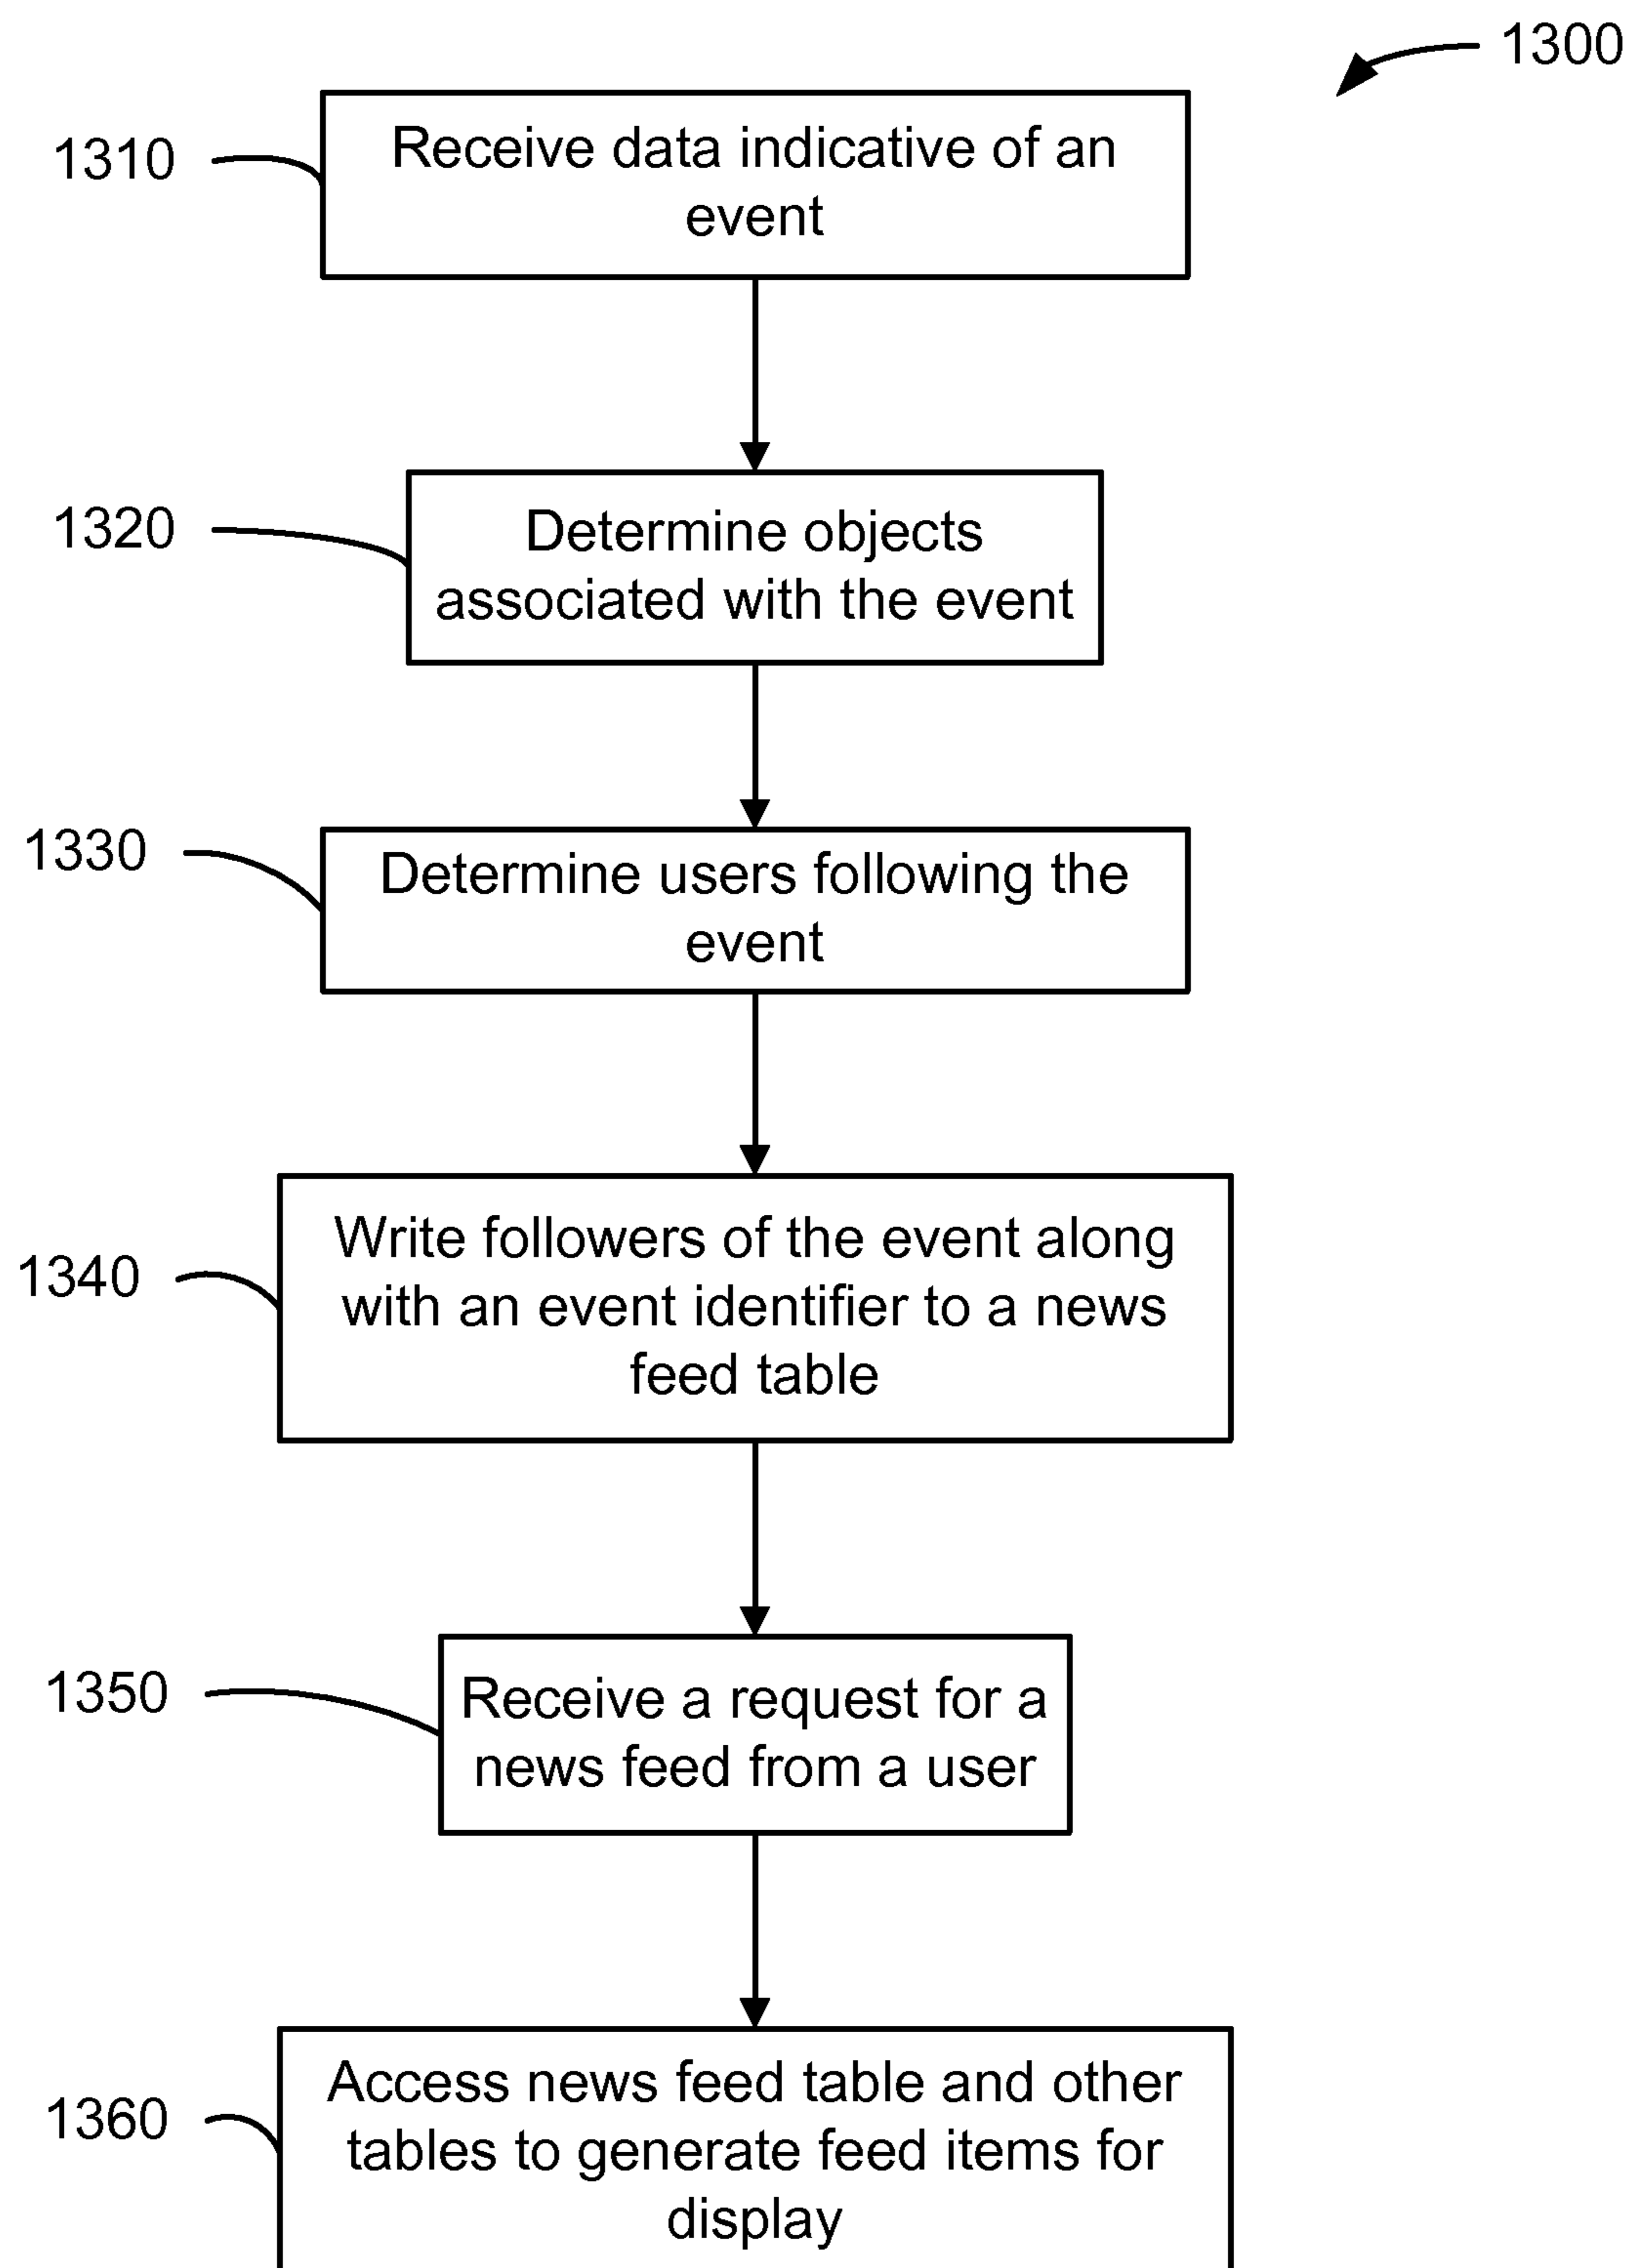 1300
1310
Receive data indicative of an
event
1320
Determine objects
associated with the event
1330
Determine users following the
event
1340
Write followers of the event along
with an event identifier to a news
feed table
1350
Receive a request for a
news feed from a user
1360
Access news feed table and other
tables to generate feed items for
display